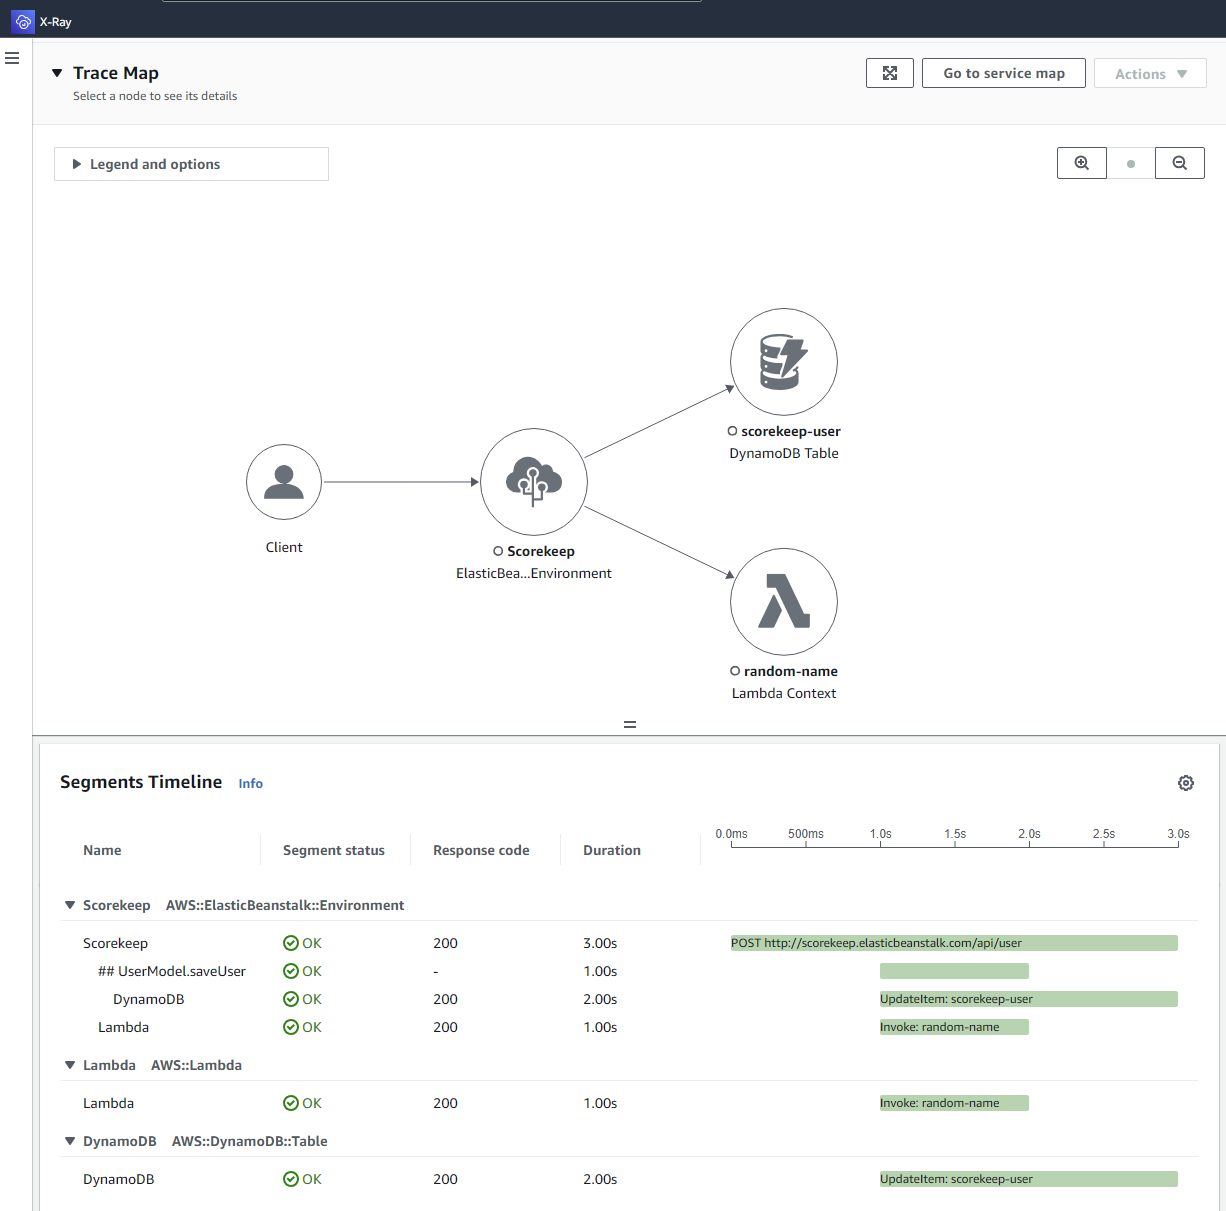 X-Ray
Trace Map
Select a node to see its details
Go to service map
Actions
Legend and options
scorekeep-user
DynamoDB Table
Client
Scorekeep
ElasticBea...Environment
random-name
Lambda Context
Segments Timeline Info
0.0ms 500ms 1.0s 1.5s 2.0s 2.5s 3.0s
Name Segment status Response code Duration
Scorekeep AWS::ElasticBeanstalk::Environment
Scorekeep OK 200 3.00s POST http://scorekeep.elasticbeanstalk.com/api/user
## UserModel.saveUser OK - 1.00s
DynamoDB OK 200 2.00s UpdateItem: scorekeep-user
Lambda OK 200 1.00s Invoke: random-name
Lambda AWS::Lambda
Lambda OK 200 1.00s Invoke: random-name
DynamoDB AWS::DynamoDB::Table
DynamoDB OK 200 2.00s UpdateItem: scorekeep-user